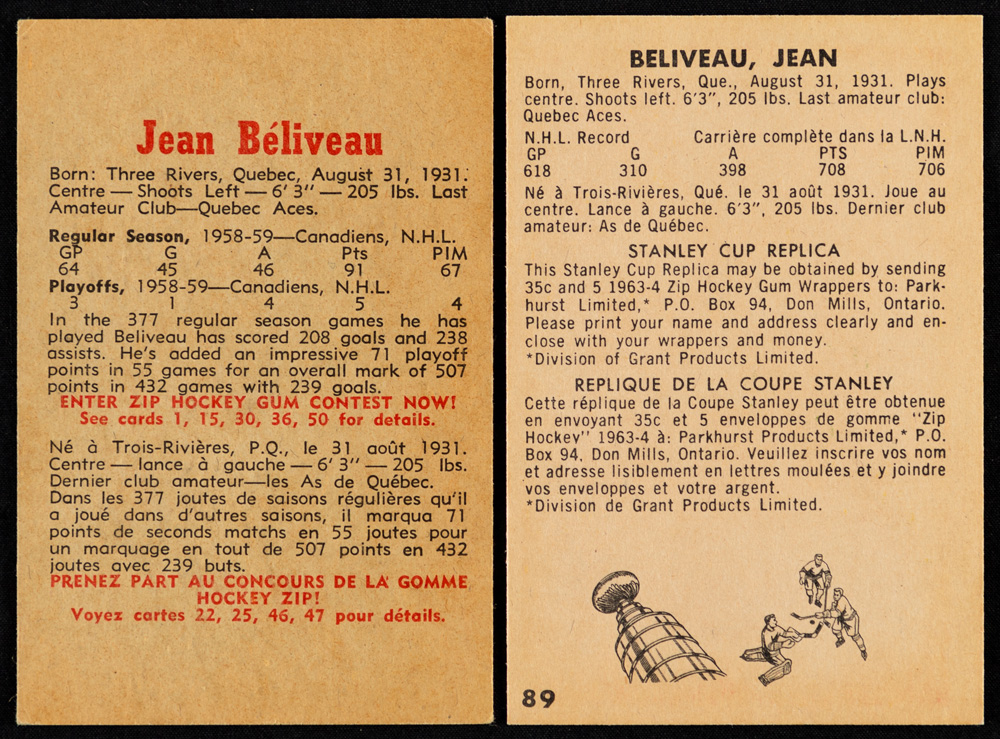 Jean Béliveau
Born: Three Rivers, Quebec, August 31, 1931.
Centre — Shoots Left — 6' 3" — 205 lbs. Last
Amateur Club—Quebec Aces.
Regular Season, 1958-59—Canadiens, N.H.L.
GP G A Pts PIM
64 45 46 91 67
Playoffs, 1958-59—Canadiens, N.H.L.
3 1 4 5 4
In the 377 regular season games he has
played Beliveau has scored 208 goals and 238
assists. He's added an impressive 71 playoff
points in 55 games for an overall mark of 507
points in 432 games with 239 goals.
ENTER ZIP HOCKEY GUM CONTEST NOW!
See cards 1, 15, 30, 36, 50 for details.
Né à Trois-Rivières, P.Q., le 31 août 1931.
Centre — lance à gauche — 6' 3" — 205 lbs.
Dernier club amateur—les As de Québec.
Dans les 377 joutes de saisons régulières qu'il
a joué dans d'autres saisons, il marqua 71
points de seconds matchs en 55 joutes pour
un marquage en tout de 507 points en 432
joutes avec 239 buts.
PRENEZ PART AU CONCOURS DE LA GOMME
HOCKEY ZIP!
Voyez cartes 22, 25, 46, 47 pour détails.
BELIVEAU, JEAN
Born, Three Rivers, Que., August 31, 1931. Plays
centre. Shoots left. 6'3", 205 lbs. Last amateur club:
Quebec Aces.
N.H.L. Record Carrière complète dans la L.N.H.
GP G A PTS PIM
618 310 398 708 706
Né à Trois-Rivières, Qué. le 31 août 1931. Joue au
centre. Lance à gauche. 6'3", 205 lbs. Dernier club
amateur: As de Québec.
STANLEY CUP REPLICA
This Stanley Cup Replica may be obtained by sending
35c and 5 1963-4 Zip Hockey Gum Wrappers to: Park-
hurst Limited,* P.O. Box 94, Don Mills, Ontario.
Please print your name and address clearly and en-
close with your wrappers and money.
*Division of Grant Products Limited.
REPLIQUE DE LA COUPE STANLEY
Cette réplique de la Coupe Stanley peut être obtenue
en envoyant 35c et 5 enveloppes de gomme "Zip
Hockey" 1963-4 à: Parkhurst Products Limited,* P.O.
Box 94, Don Mills, Ontario. Veuillez inscrire vos nom
et adresse lisiblement en lettres moulées et y joindre
vos enveloppes et votre argent.
*Division de Grant Products Limited.
89